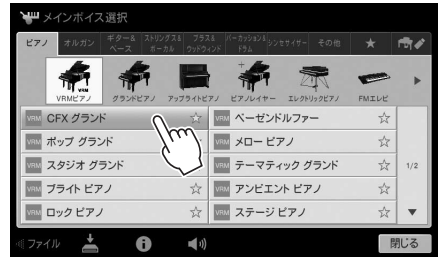 メインボイス選択
ピアノ オルガン ギター&ベース ストリングス&ボーカル ブラス&ウッドウィンド パーカッション&ドラム シンセサイザー その他
VRMピアノ グランドピアノ アップライトピアノ ピアノレイヤー エレクトリックピアノ FMエレピ
VRM CFX グランド VRM ベーゼンドルファー
VRM ポップ グランド VRM メロー ピアノ
VRM スタジオ グランド VRM テーマティック グランド 1/2
VRM ブライト ピアノ VRM アンビエント ピアノ
VRM ロック ピアノ VRM ステージ ピアノ
ファイル 閉じる